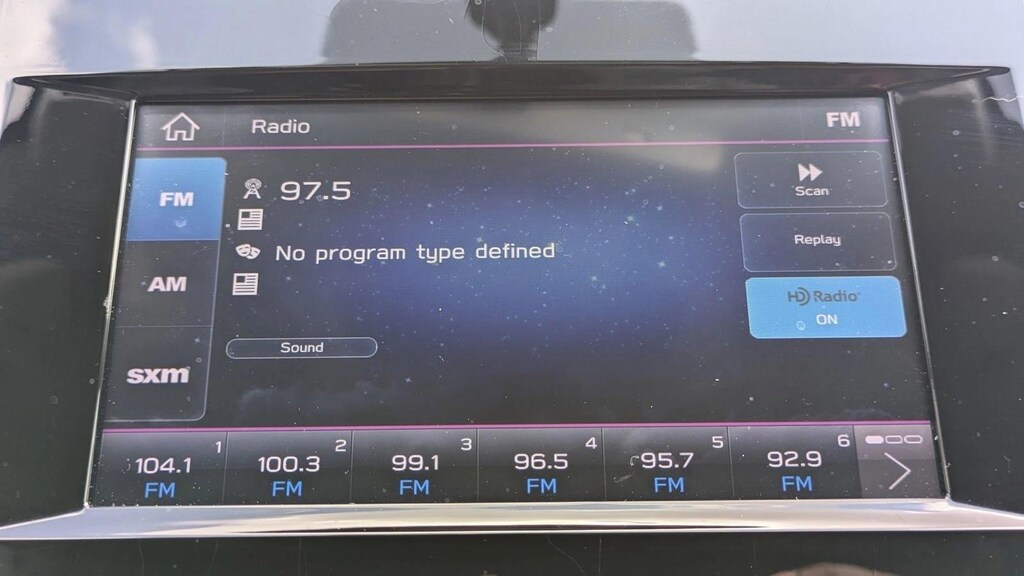 Radio
FM
FM
97.5
Scan
AM
No program type defined
Replay
HD Radio
ON
sxm
Sound
1
2
3
4
5
6
104.1
100.3
99.1
96.5
95.7
92.9
FM
FM
FM
FM
FM
FM